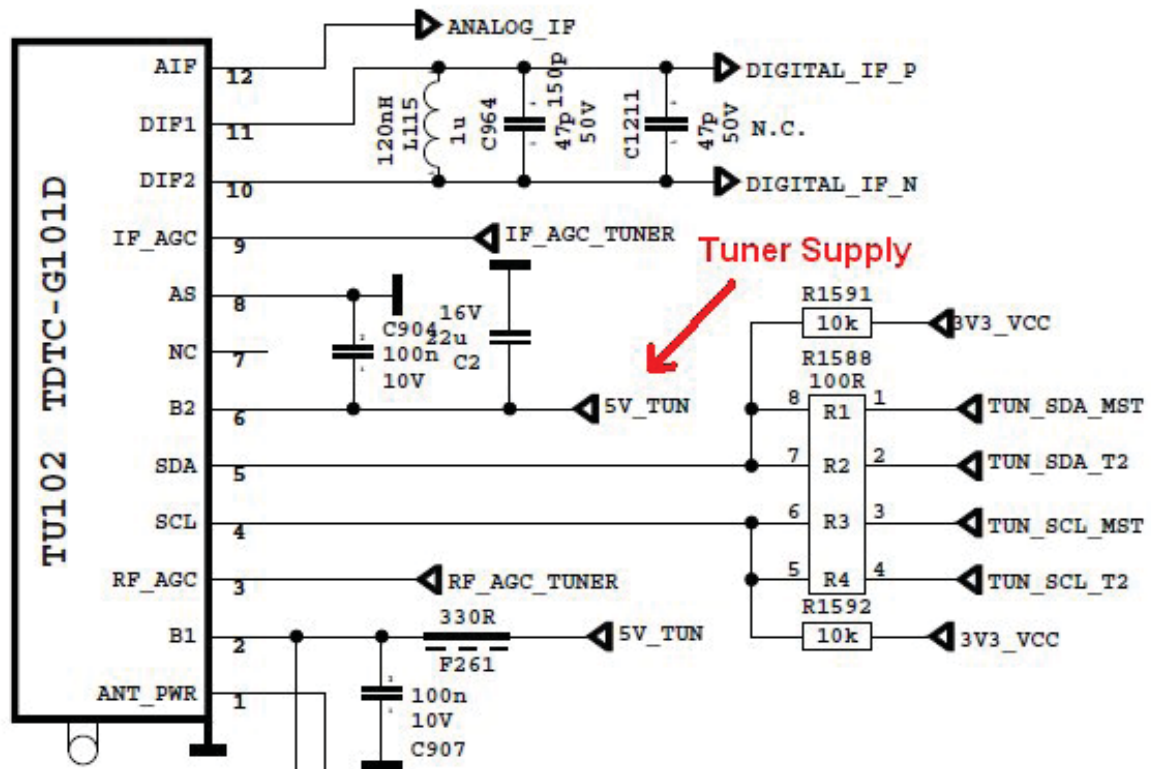 ANALOG_IF
AIF
12
DIGITAL_IF_P
120nH
L115
1u
C964
150p
47p
50V
C1211
47p
50V
N.C.
DIF1
11
DIF2
10
DIGITAL_IF_N
TU102 TDTC-G101D
IF_AGC
9
IF_AGC_TUNER
Tuner Supply
AS
8
16V
22u
C2
C904
100n
10V
R1591
10k
3V3_VCC
NC
7
R1588
100R
B2
6
5V_TUN
8
R1
1
TUN_SDA_MST
SDA
5
7
R2
2
TUN_SDA_T2
SCL
4
6
R3
3
TUN_SCL_MST
RF_AGC
3
RF_AGC_TUNER
5
R4
4
TUN_SCL_T2
R1592
10k
3V3_VCC
B1
2
330R
F261
5V_TUN
ANT_PWR
1
100n
10V
C907